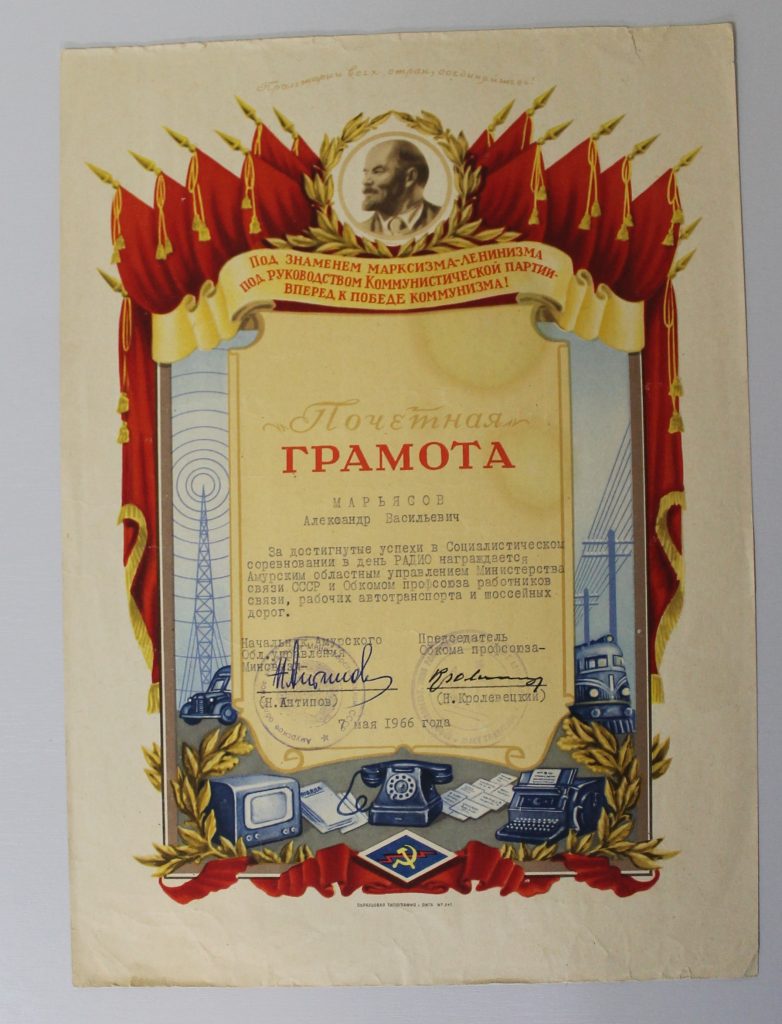 Пролетарии всех стран, соединяйтесь!
Под знаменем марксизма-ленинизма
под руководством Коммунистической партии-
вперед к победе коммунизма!
Почетная
ГРАМОТА
МАРЬЯСОВ
Александр Васильевич
За достигнутые успехи в Социалистическом
соревновании в день РАДИО награждается
Амурским областным управлением Министерства
связи СССР и Обкомом профсоюза работников
связи, рабочих автотранспорта и шоссейных
дорог.
Начальник Амурского
Обл.управления
Минсвязи-
(Н.Антипов)
Председатель
Обкома профсоюза-
(Н.Кролевецкий)
7 мая 1966 года
ПРАВДА